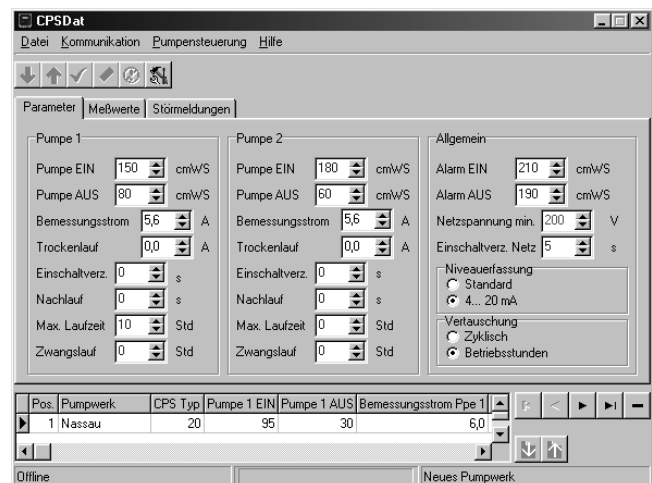 CPSDat
Datei Kommunikation Pumpensteuerung Hilfe
Parameter Meßwerte Störmeldungen
Pumpe 1
Pumpe EIN 150 cmWS
Pumpe AUS 80 cmWS
Bemessungsstrom 5,6 A
Trockenlauf 0,0 A
Einschaltverz. 0 s
Nachlauf 0 s
Max. Laufzeit 10 Std
Zwangslauf 0 Std
Pumpe 2
Pumpe EIN 180 cmWS
Pumpe AUS 60 cmWS
Bemessungsstrom 5,6 A
Trockenlauf 0,0 A
Einschaltverz. 0 s
Nachlauf 0 s
Max. Laufzeit 0 Std
Zwangslauf 0 Std
Allgemein
Alarm EIN 210 cmWS
Alarm AUS 190 cmWS
Netzspannung min. 200 V
Einschaltverz. Netz 5 s
Niveauerfassung
Standard
4... 20 mA
Vertauschung
Zyklisch
Betriebsstunden
Pos. Pumpwerk CPS Typ Pumpe 1 EIN Pumpe 1 AUS Bemessungsstrom Ppe 1
1 Nassau 20 95 30 6,0
Offline Neues Pumpwerk